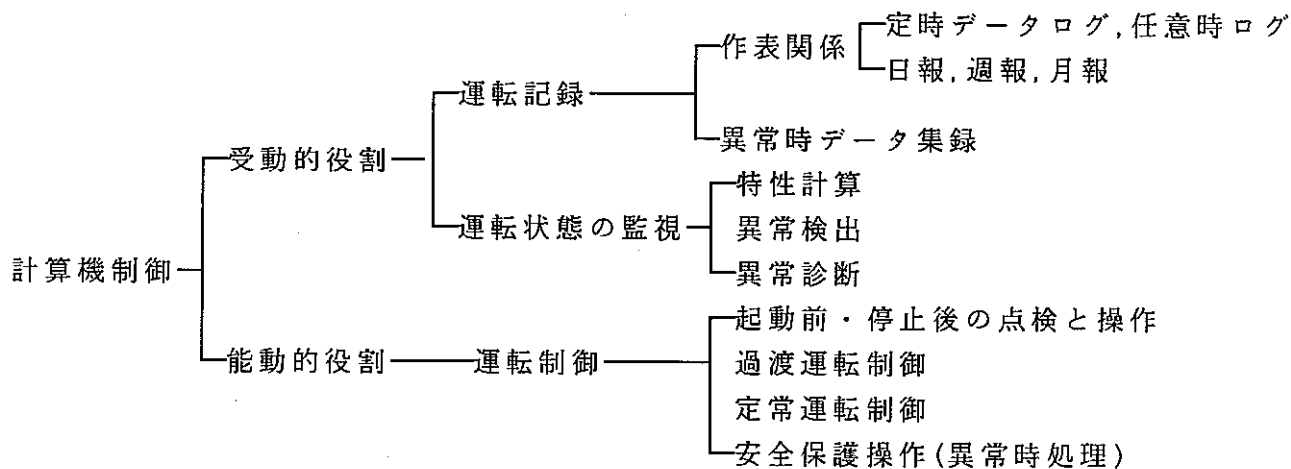 定時データログ,任意時ログ
作表関係
日報,週報,月報
運転記録
異常時データ集録
受動的役割
特性計算
運転状態の監視
異常検出
異常診断
計算機制御
起動前・停止後の点検と操作
能動的役割
運転制御
過渡運転制御
定常運転制御
安全保護操作(異常時処理)